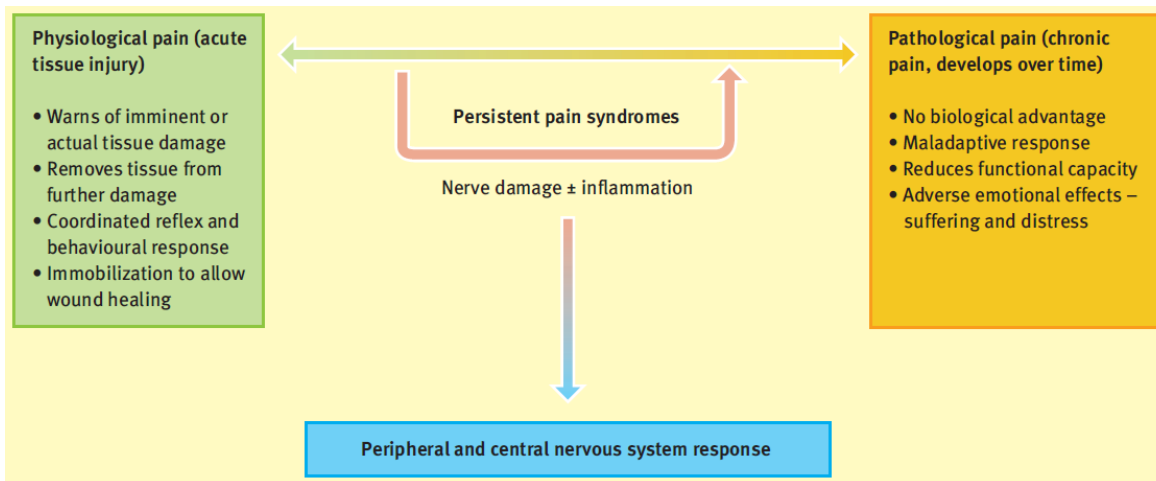 Physiological pain (acute
tissue injury)
• Warns of imminent or
actual tissue damage
• Removes tissue from
further damage
• Coordinated reflex and
behavioural response
• Immobilization to allow
wound healing
Persistent pain syndromes
Nerve damage ± inflammation
Pathological pain (chronic
pain, develops over time)
• No biological advantage
• Maladaptive response
• Reduces functional capacity
• Adverse emotional effects –
suffering and distress
Peripheral and central nervous system response